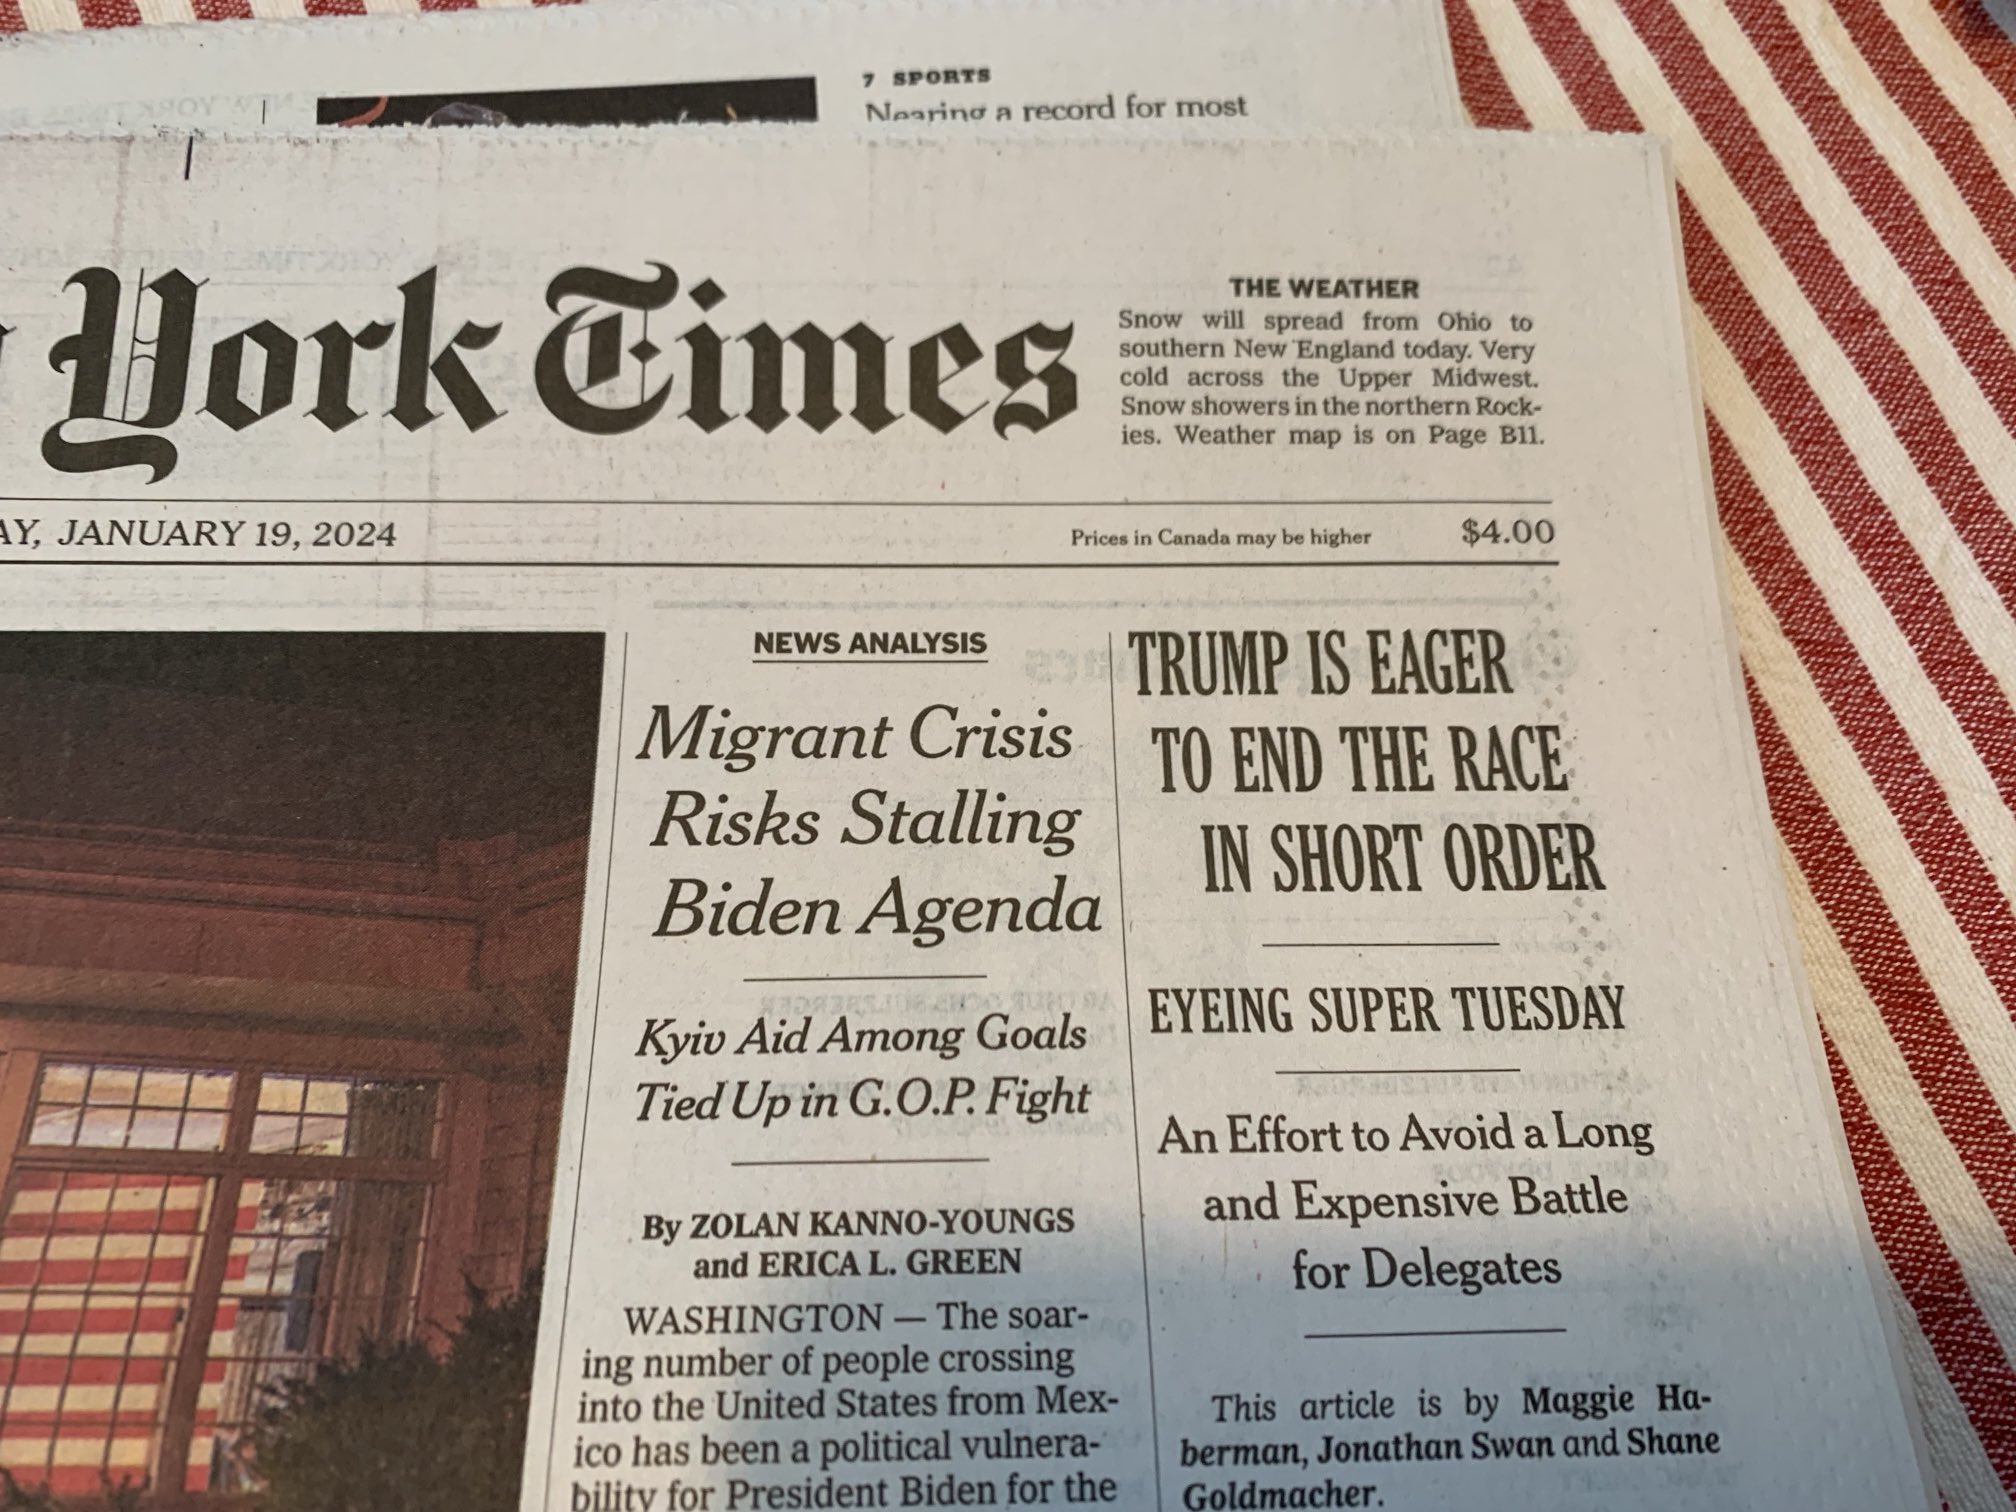 7 SPORTS
Nearing a record for most
York Times
THE WEATHER
Snow will spread from Ohio to
southern New England today. Very
cold across the Upper Midwest.
Snow showers in the northern Rock-
ies. Weather map is on Page B11.
AY, JANUARY 19, 2024
Prices in Canada may be higher
$4.00
NEWS ANALYSIS
Migrant Crisis
Risks Stalling
Biden Agenda
Kyiv Aid Among Goals
Tied Up in G.O.P. Fight
By ZOLAN KANNO-YOUNGS
and ERICA L. GREEN
WASHINGTON — The soar-
ing number of people crossing
into the United States from Mex-
ico has been a political vulnera-
bility for President Biden for the
TRUMP IS EAGER
TO END THE RACE
IN SHORT ORDER
EYEING SUPER TUESDAY
An Effort to Avoid a Long
and Expensive Battle
for Delegates
This article is by Maggie Ha-
berman, Jonathan Swan and Shane
Goldmacher.